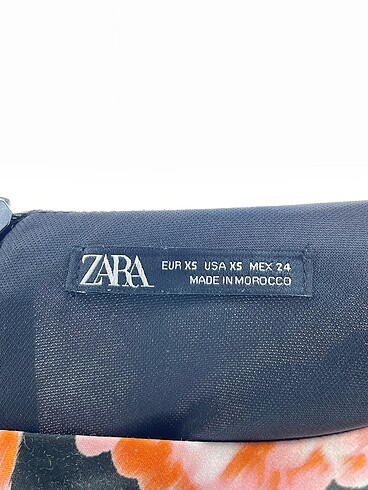 ZARA
EUR XS USA XS MEX 24
MADE IN MOROCCO